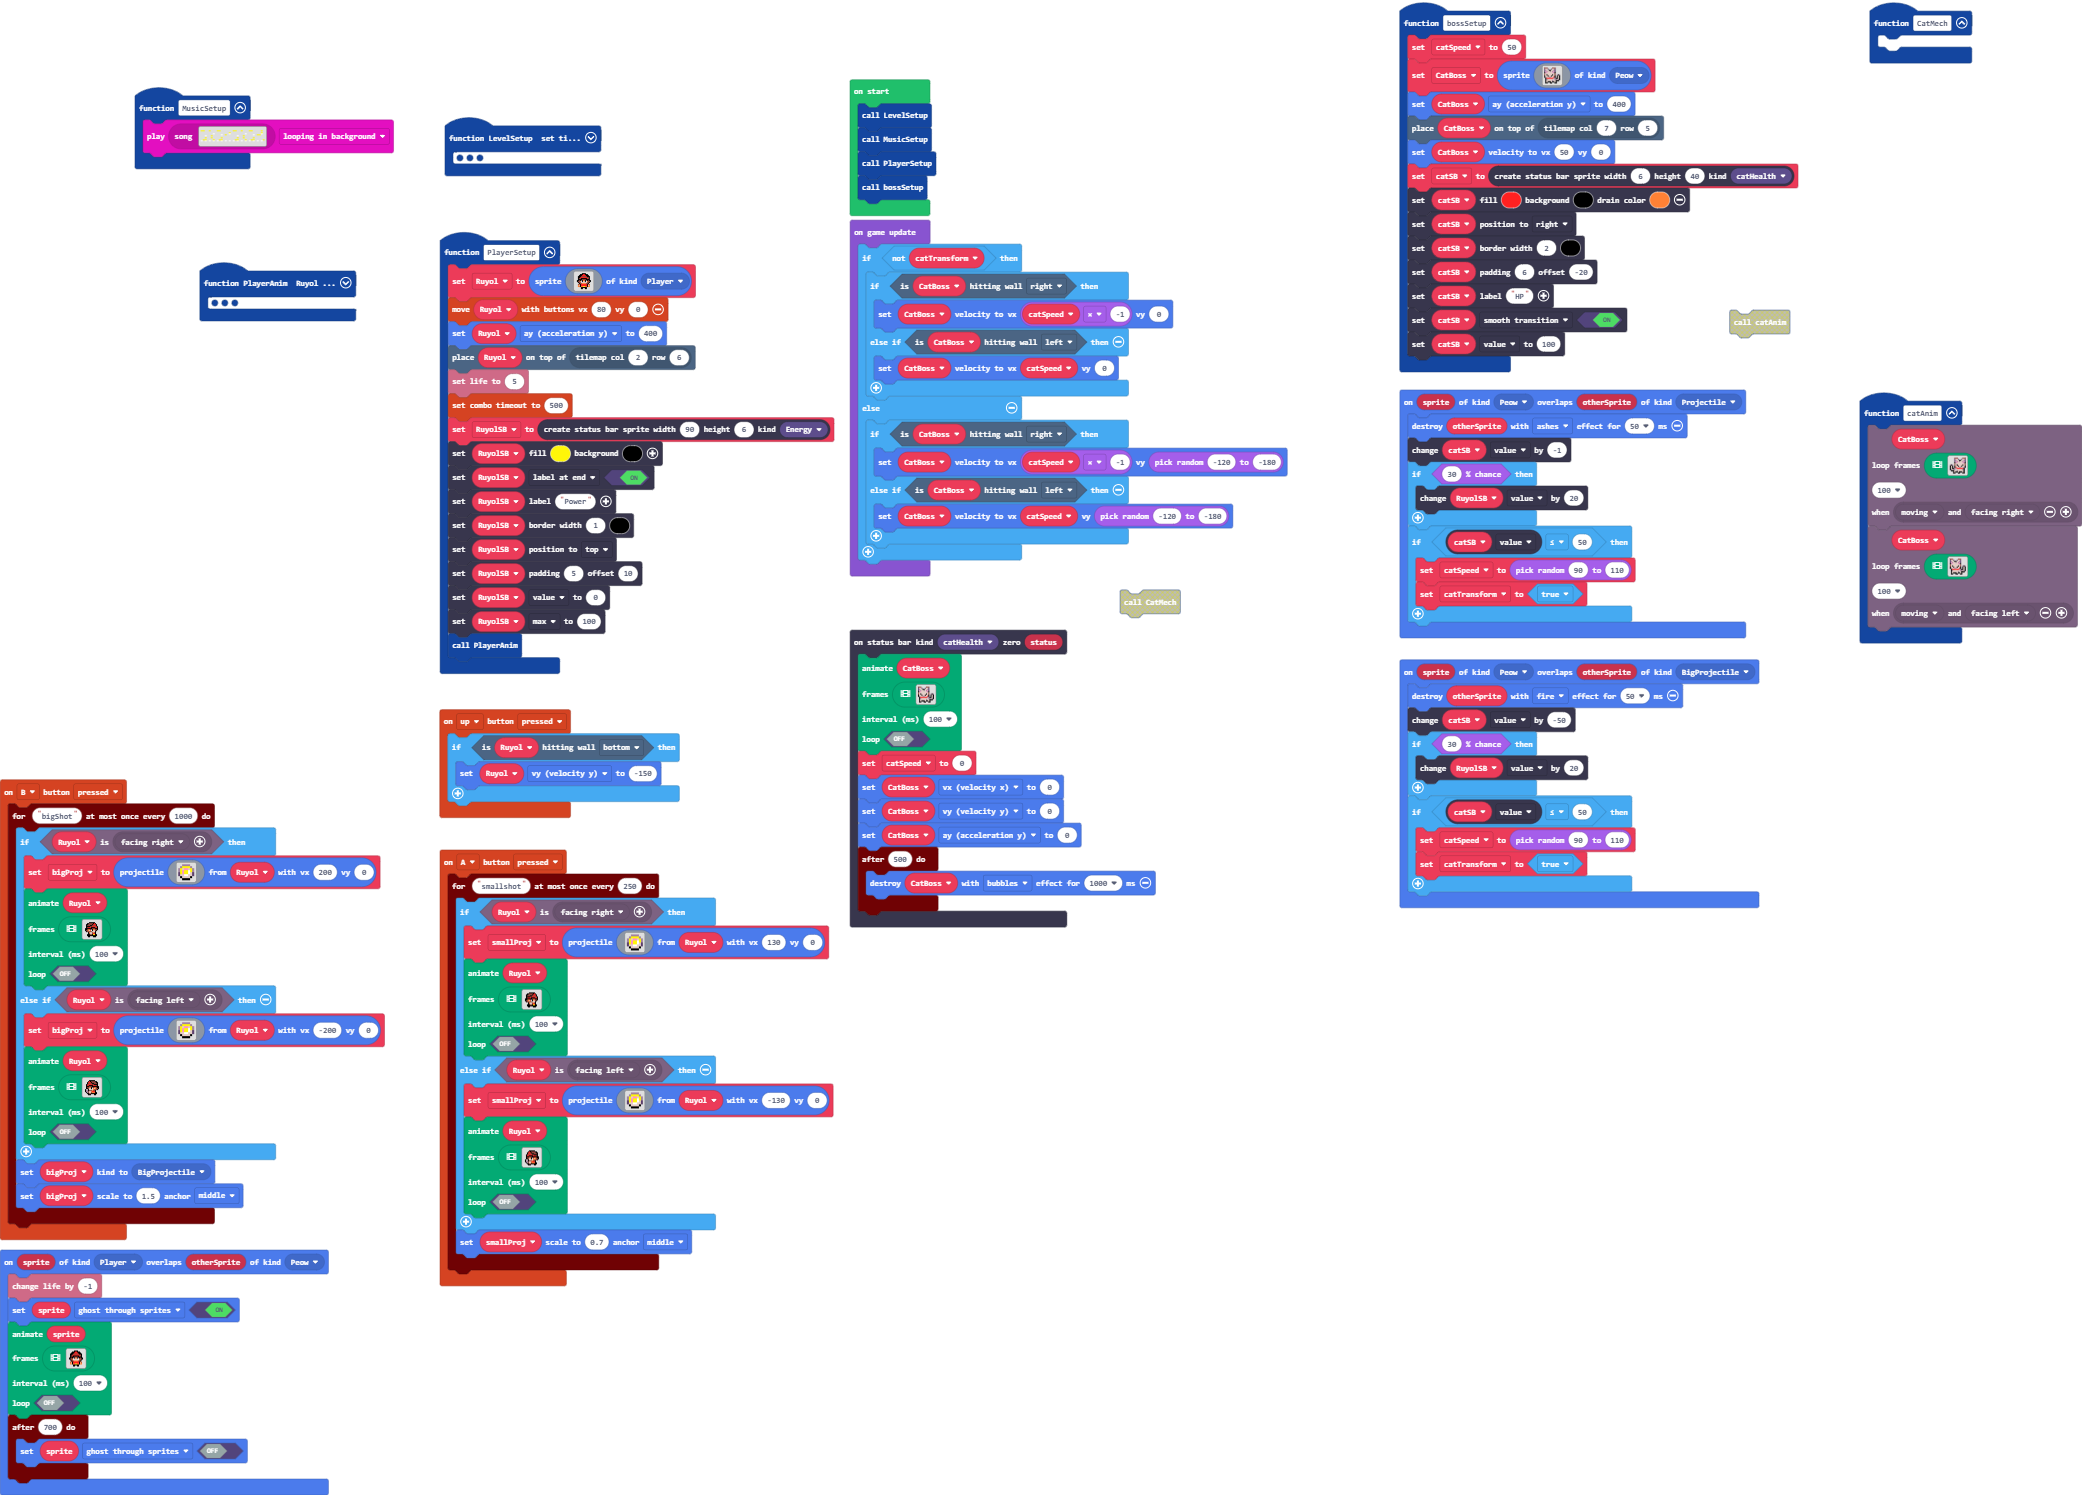 function MusicSetup
play song looping in background
function PlayerAnim Ruyol ...
on B button pressed
for "bigShot" at most once every 1000 do
if Ruyol is facing right then
set bigProj to projectile from Ruyol with vx 200 vy 0
animate Ruyol
frames
interval (ms) 100
loop OFF
else if Ruyol is facing left then
set bigProj to projectile from Ruyol with vx -200 vy 0
animate Ruyol
frames
interval (ms) 100
loop OFF
set bigProj kind to BigProjectile
set bigProj scale to 1.5 anchor middle
on sprite of kind Player overlaps otherSprite of kind Peow
change life by -1
set sprite ghost through sprites ON
animate sprite
frames
interval (ms) 100
loop OFF
after 700 do
set sprite ghost through sprites OFF
function LevelSetup set ti...
function PlayerSetup
set Ruyol to sprite of kind Player
move Ruyol with buttons vx 80 vy 0
set Ruyol ay (acceleration y) to 400
place Ruyol on top of tilemap col 2 row 6
set life to 5
set combo timeout to 500
set RuyolSB to create status bar sprite width 90 height 6 kind Energy
set RuyolSB fill background
set RuyolSB label at end ON
set RuyolSB label "Power"
set RuyolSB border width 1
set RuyolSB position to top
set RuyolSB padding 5 offset 10
set RuyolSB value to 0
set RuyolSB max to 100
call PlayerAnim
on up button pressed
if is Ruyol hitting wall bottom then
set Ruyol vy (velocity y) to -150
on A button pressed
for "smallshot" at most once every 250 do
if Ruyol is facing right then
set smallProj to projectile from Ruyol with vx 130 vy 0
animate Ruyol
frames
interval (ms) 100
loop OFF
else if Ruyol is facing left then
set smallProj to projectile from Ruyol with vx -130 vy 0
animate Ruyol
frames
interval (ms) 100
loop OFF
set smallProj scale to 0.7 anchor middle
on start
call LevelSetup
call MusicSetup
call PlayerSetup
call bossSetup
on game update
if not catTransform then
if is CatBoss hitting wall right then
set CatBoss velocity to vx catSpeed × -1 vy 0
else if is CatBoss hitting wall left then
set CatBoss velocity to vx catSpeed vy 0
else
if is CatBoss hitting wall right then
set CatBoss velocity to vx catSpeed × -1 vy pick random -120 to -180
else if is CatBoss hitting wall left then
set CatBoss velocity to vx catSpeed vy pick random -120 to -180
call CatMech
on status bar kind catHealth zero status
animate CatBoss
frames
interval (ms) 100
loop OFF
set catSpeed to 0
set CatBoss vx (velocity x) to 0
set CatBoss vy (velocity y) to 0
set CatBoss ay (acceleration y) to 0
after 500 do
destroy CatBoss with bubbles effect for 1000 ms
function bossSetup
set catSpeed to 50
set CatBoss to sprite of kind Peow
set CatBoss ay (acceleration y) to 400
place CatBoss on top of tilemap col 7 row 5
set CatBoss velocity to vx 50 vy 0
set catSB to create status bar sprite width 6 height 40 kind catHealth
set catSB fill background drain color
set catSB position to right
set catSB border width 2
set catSB padding 6 offset -20
set catSB label "HP"
set catSB smooth transition ON
set catSB value to 100
call catAnim
on sprite of kind Peow overlaps otherSprite of kind Projectile
destroy otherSprite with ashes effect for 50 ms
change catSB value by -1
if 30 % chance then
change RuyolSB value by 20
if catSB value ≤ 50 then
set catSpeed to pick random 90 to 110
set catTransform to true
on sprite of kind Peow overlaps otherSprite of kind BigProjectile
destroy otherSprite with fire effect for 50 ms
change catSB value by -50
if 30 % chance then
change RuyolSB value by 20
if catSB value ≤ 50 then
set catSpeed to pick random 90 to 110
set catTransform to true
function CatMech
function catAnim
CatBoss
loop frames
100
when moving and facing right
CatBoss
loop frames
100
when moving and facing left